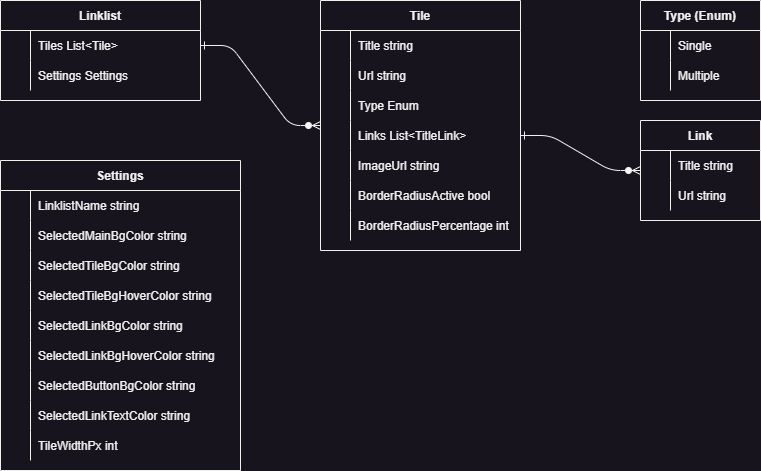 Linklist
Tiles List<Tile>
Settings Settings
Tile
Title string
Url string
Type Enum
Links List<TitleLink>
ImageUrl string
BorderRadiusActive bool
BorderRadiusPercentage int
Type (Enum)
Single
Multiple
Link
Title string
Url string
Settings
LinklistName string
SelectedMainBgColor string
SelectedTileBgColor string
SelectedTileBgHoverColor string
SelectedLinkBgColor string
SelectedLinkBgHoverColor string
SelectedButtonBgColor string
SelectedLinkTextColor string
TileWidthPx int